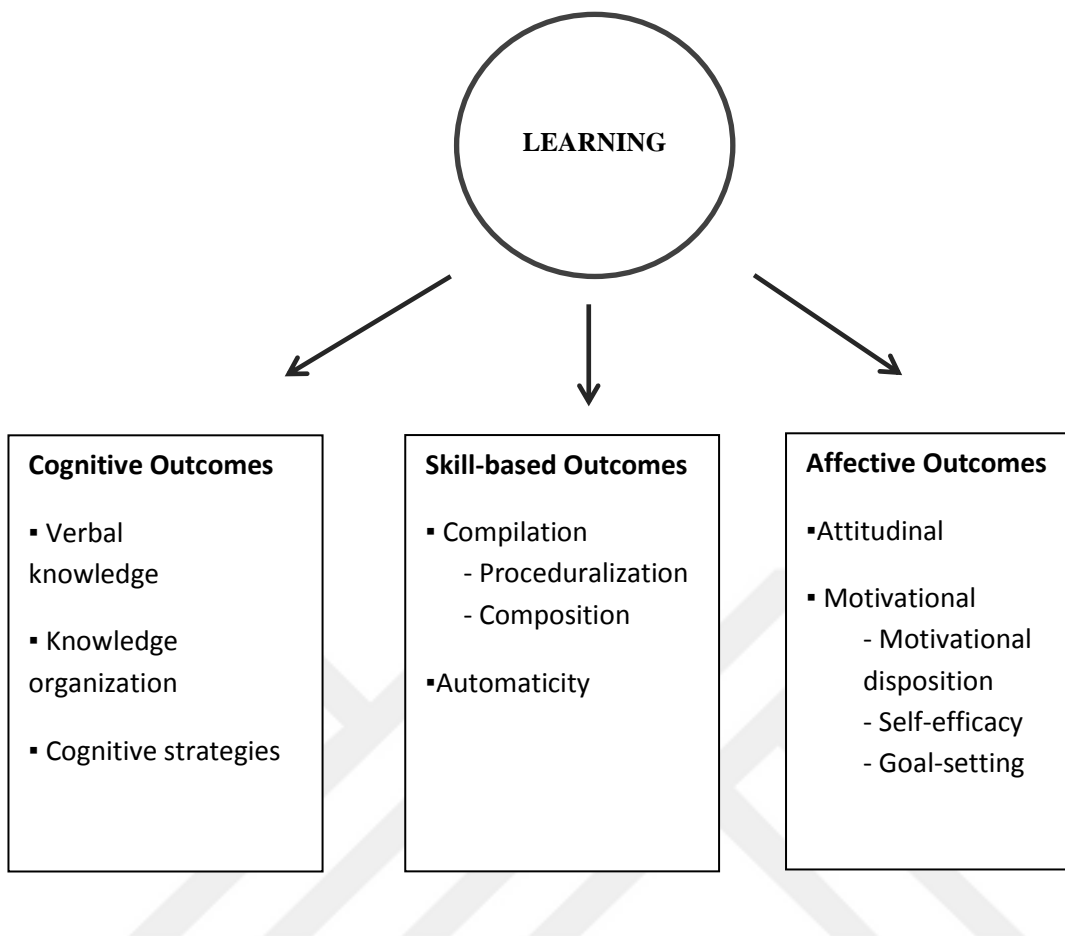 LEARNING
Cognitive Outcomes
▪ Verbal
knowledge
▪ Knowledge
organization
▪ Cognitive strategies
Skill-based Outcomes
▪ Compilation
- Proceduralization
- Composition
▪Automaticity
Affective Outcomes
▪Attitudinal
▪ Motivational
- Motivational
disposition
- Self-efficacy
- Goal-setting